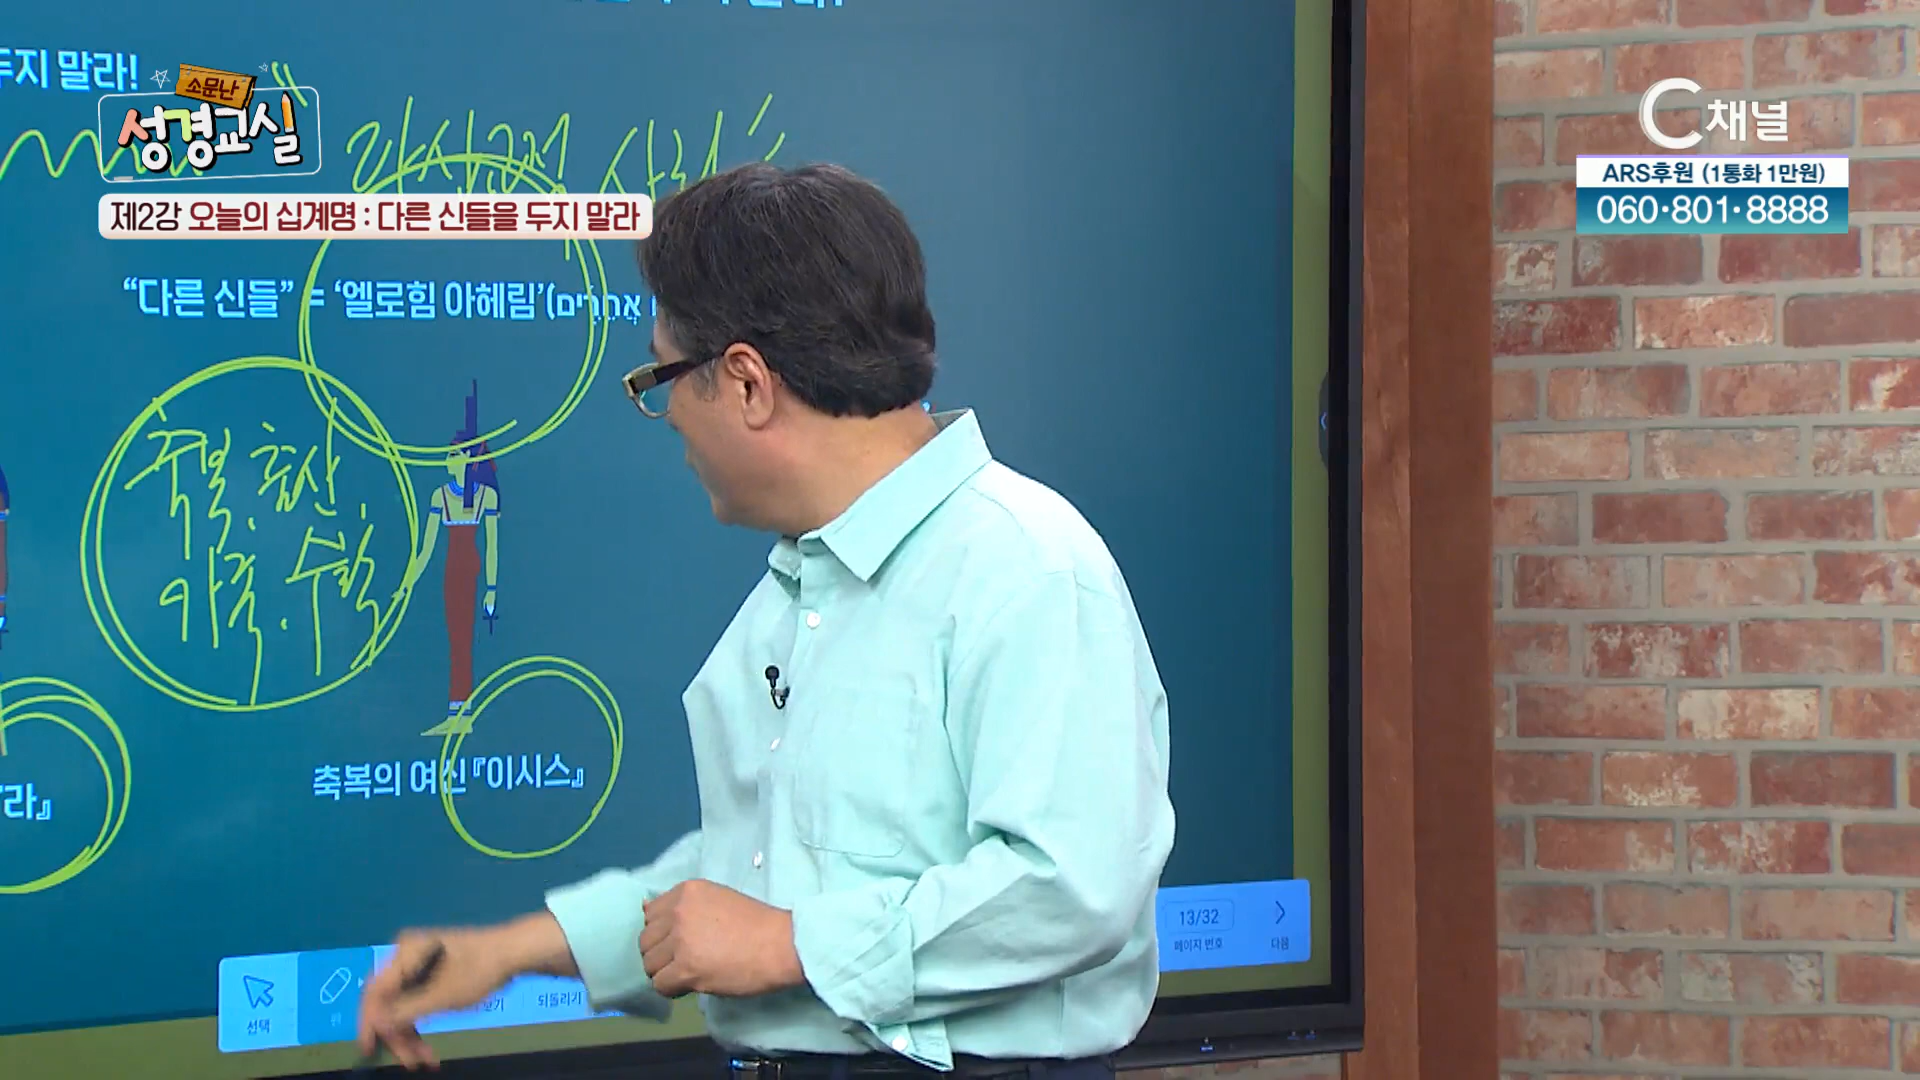 두지 말라!
소문난
성경교실
C채널
ARS후원 (1통화 1만원)
060·801·8888
제2강 오늘의 십계명 : 다른 신들을 두지 말라
“다른 신들” = ‘엘로힘 아헤림’(אֲחֵרִים
축복.출산.
가족.수확
축복의 여신『이시스』
라』
13/32
페이지 번호
다음
선택
펜
보기
되돌리기